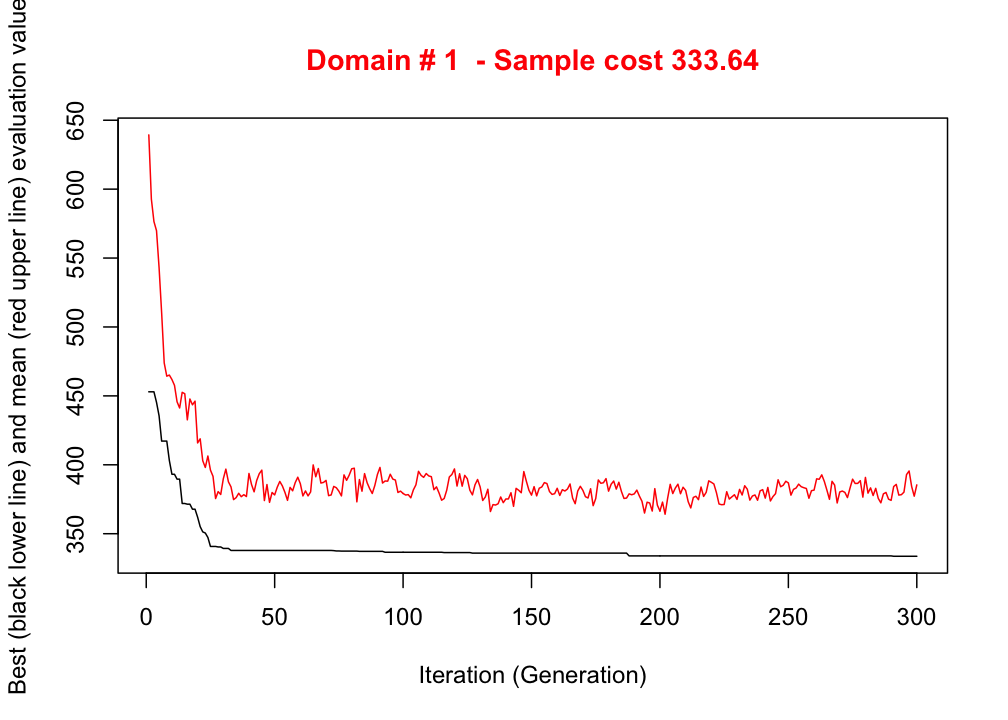 Domain # 1  - Sample cost 333.64
Best (black lower line) and mean (red upper line) evaluation value
650
600
550
500
450
400
350
0 50 100 150 200 250 300
Iteration (Generation)